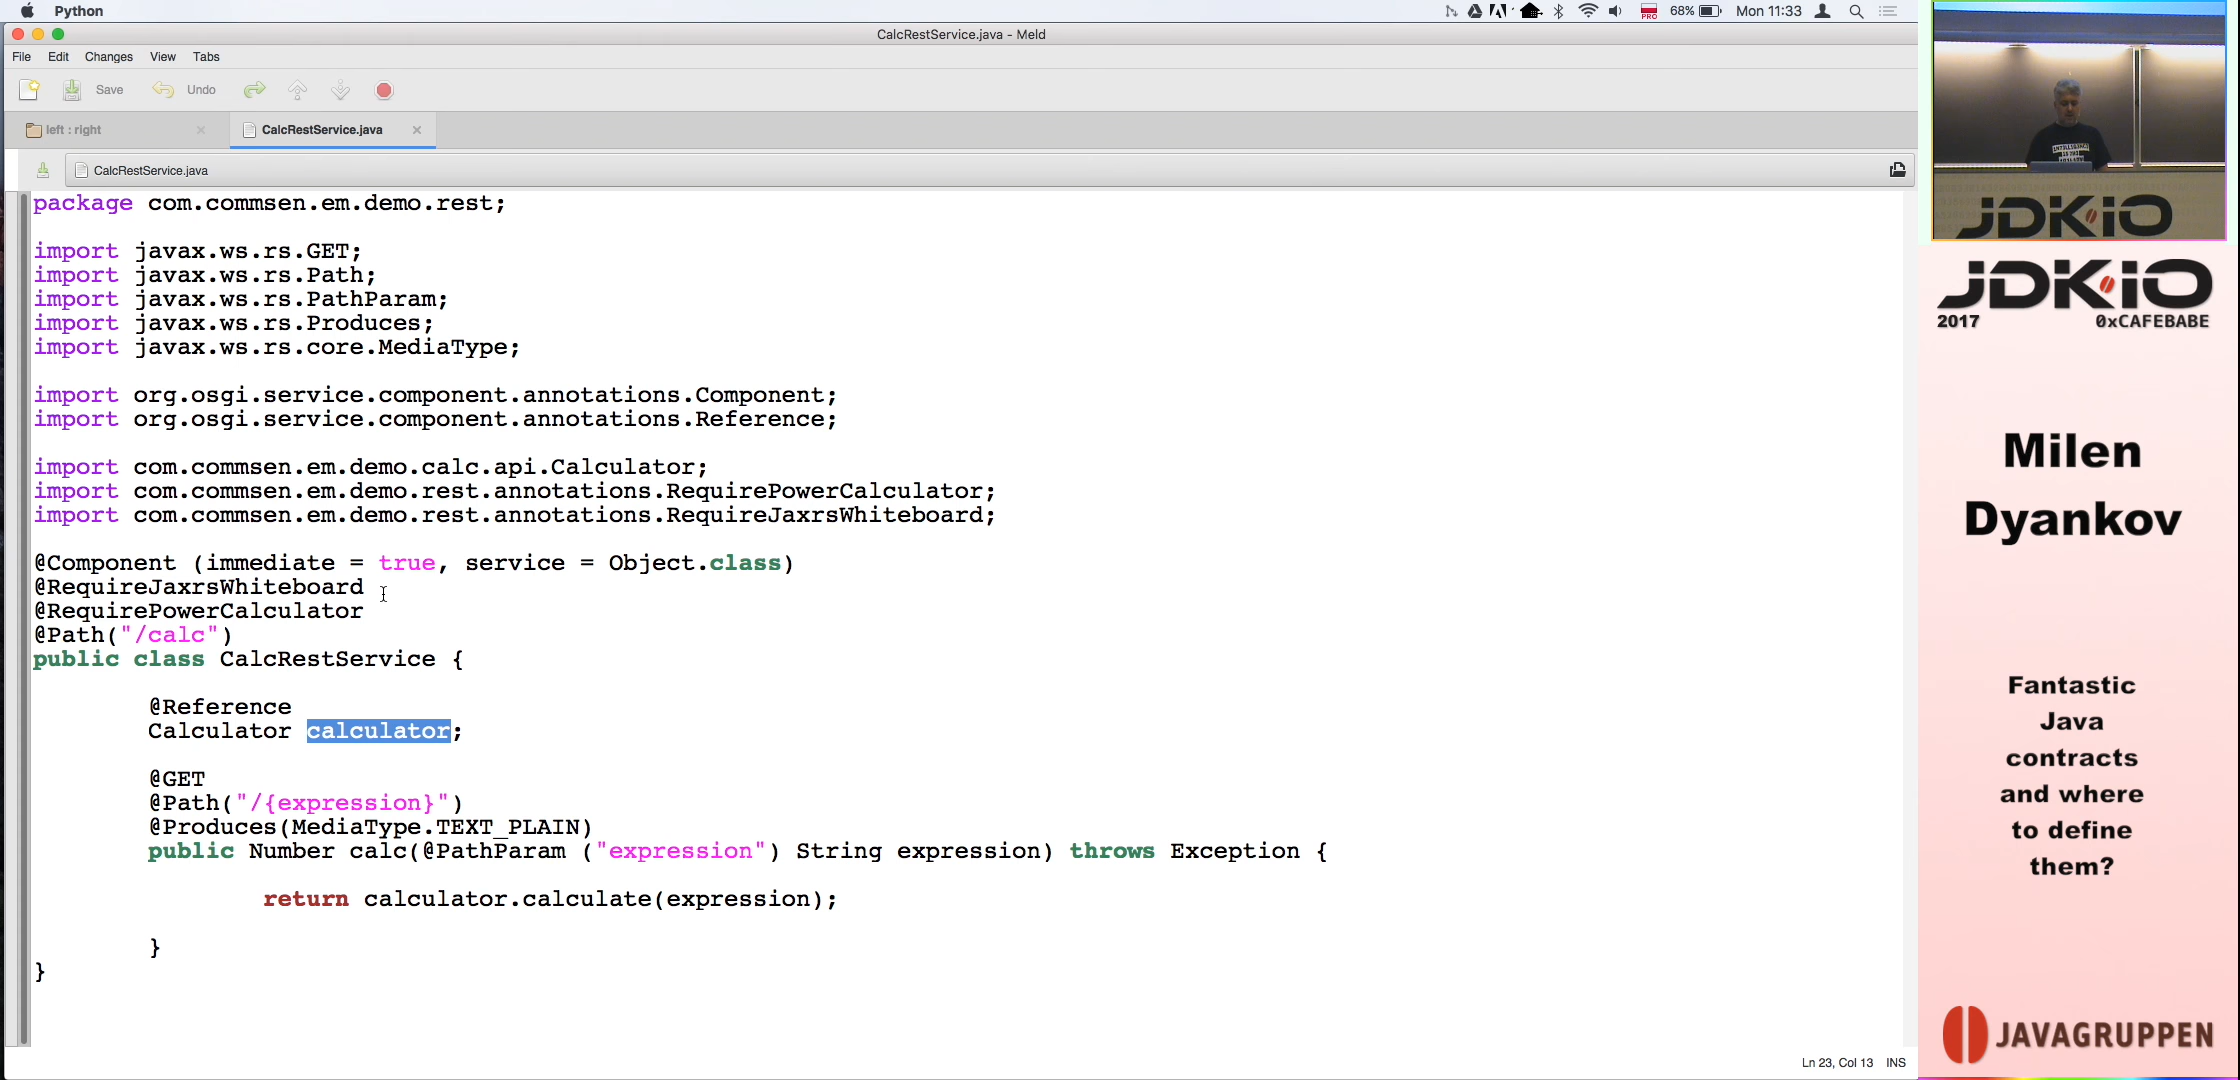 Python
68%
Mon 11:33
CalcRestService.java - Meld
File Edit Changes View Tabs
Save Undo
left : right
CalcRestService.java
CalcRestService.java
package com.commsen.em.demo.rest;
import javax.ws.rs.GET;
import javax.ws.rs.Path;
import javax.ws.rs.PathParam;
import javax.ws.rs.Produces;
import javax.ws.rs.core.MediaType;
import org.osgi.service.component.annotations.Component;
import org.osgi.service.component.annotations.Reference;
import com.commsen.em.demo.calc.api.Calculator;
import com.commsen.em.demo.rest.annotations.RequirePowerCalculator;
import com.commsen.em.demo.rest.annotations.RequireJaxrsWhiteboard;
@Component (immediate = true, service = Object.class)
@RequireJaxrsWhiteboard
@RequirePowerCalculator
@Path("/calc")
public class CalcRestService {
@Reference
Calculator calculator;
@GET
@Path("/{expression}")
@Produces(MediaType.TEXT_PLAIN)
public Number calc(@PathParam ("expression") String expression) throws Exception {
return calculator.calculate(expression);
}
}
Ln 23, Col 13 INS
JDK.iO
JDK.iO
2017 0xCAFEBABE
Milen
Dyankov
Fantastic
Java
contracts
and where
to define
them?
JAVAGRUPPEN